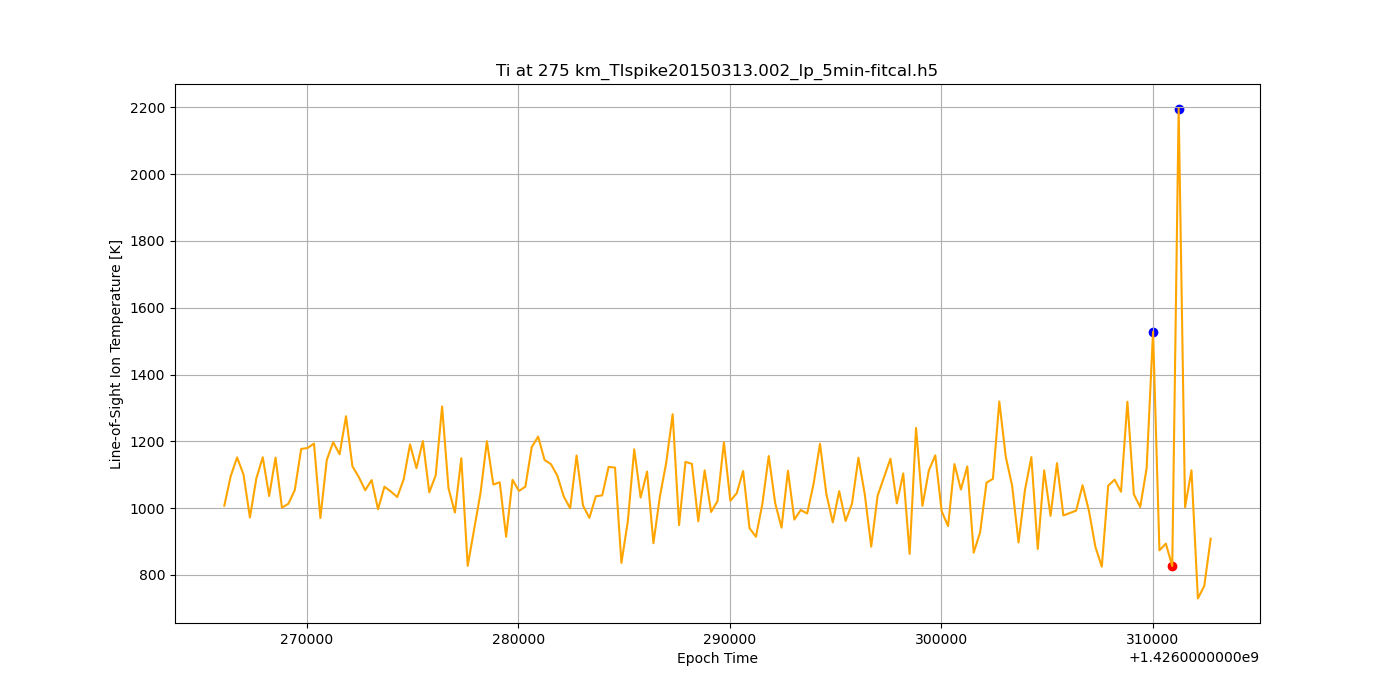 Ti at 275 km_TIspike20150313.002_lp_5min-fitcal.h5
Line-of-Sight Ion Temperature [K]
2200
2000
1800
1600
1400
1200
1000
800
270000 280000 290000 300000 310000
Epoch Time
+1.4260000000e9